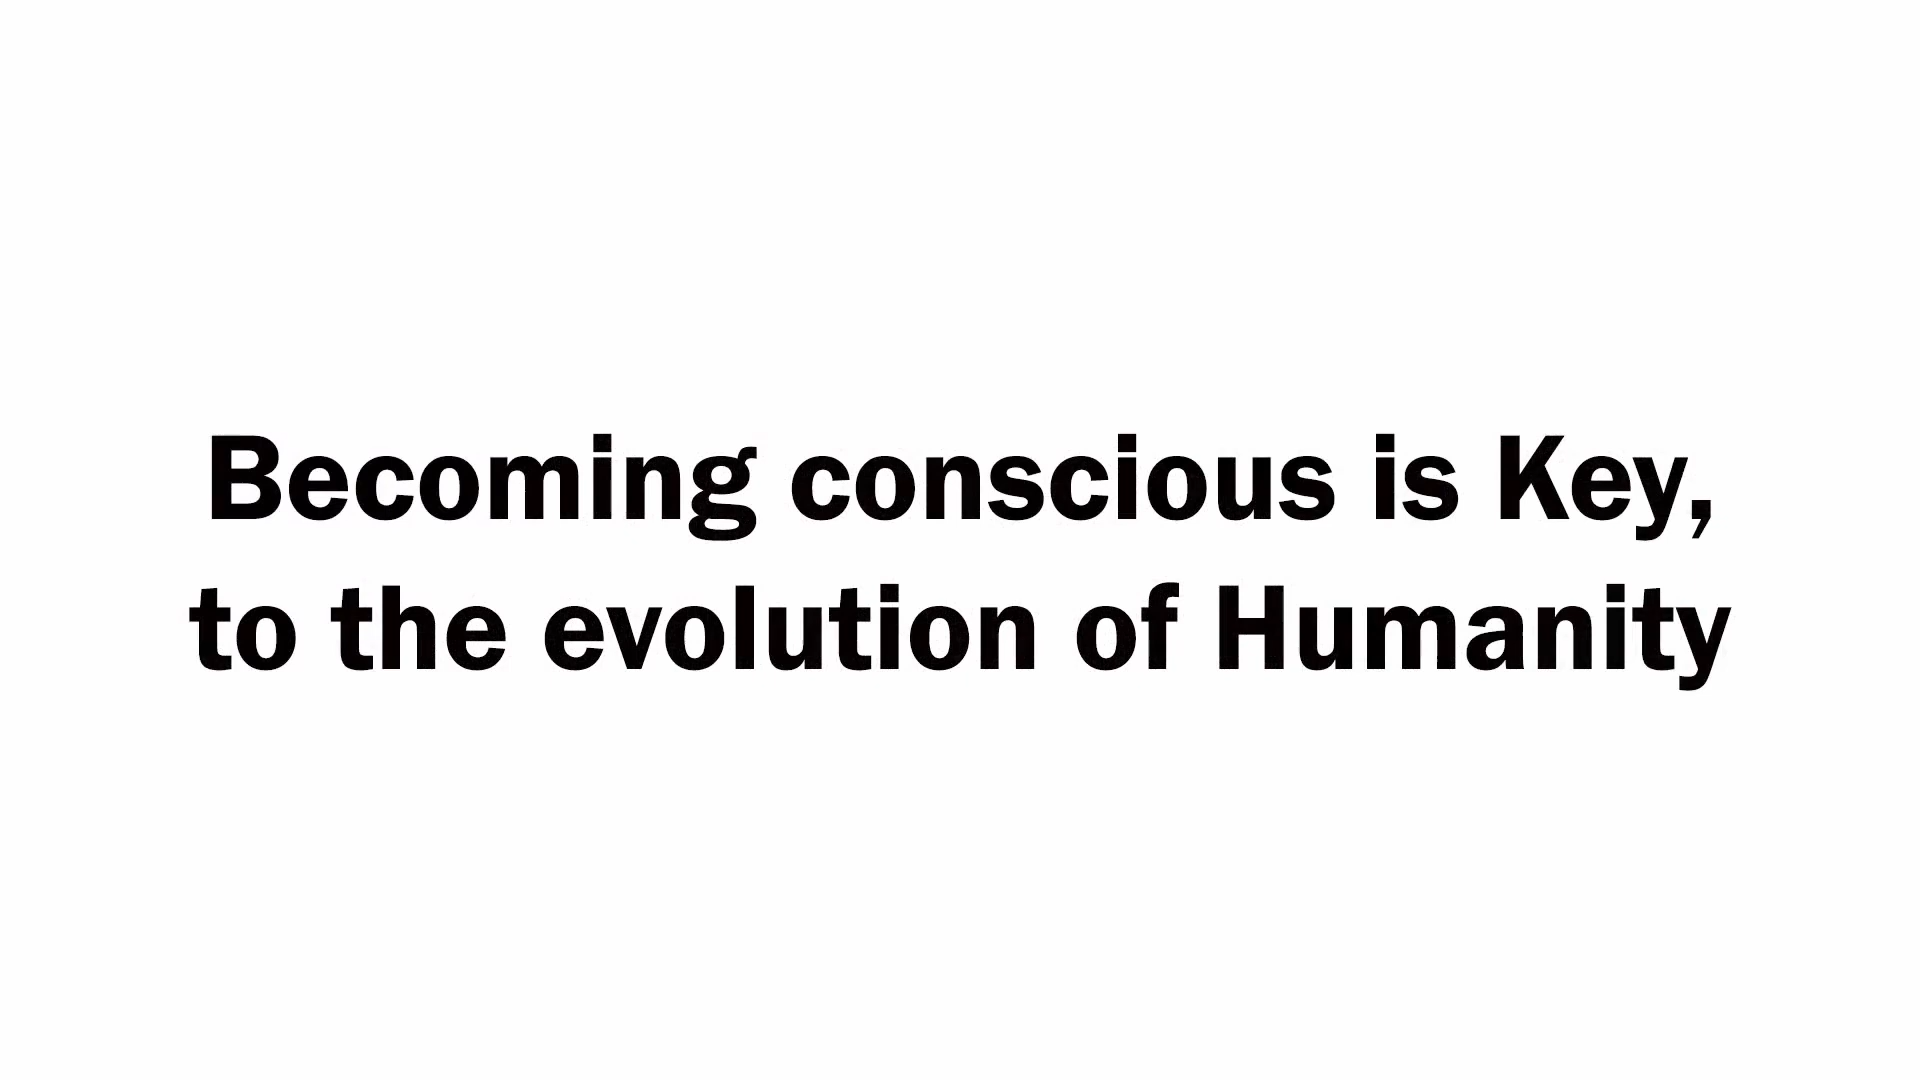 Becoming conscious is Key,
to the evolution of Humanity